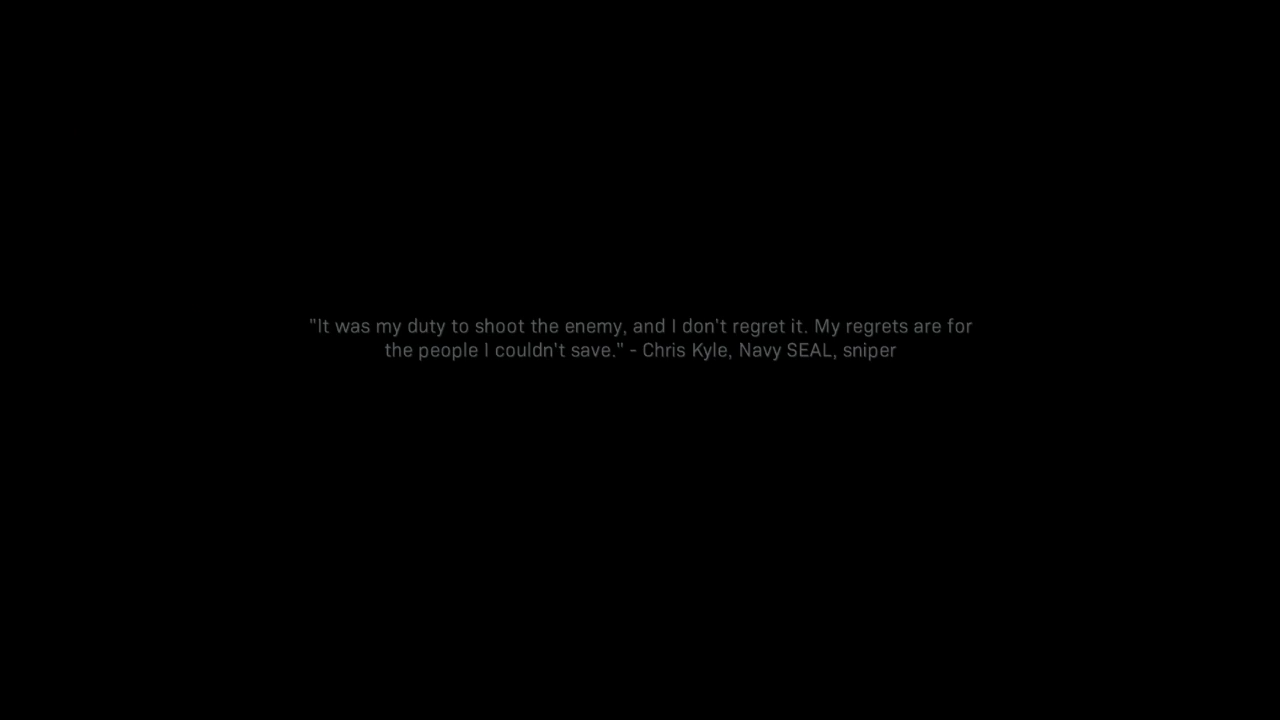 "It was my duty to shoot the enemy, and I don't regret it. My regrets are for
the people I couldn't save." - Chris Kyle, Navy SEAL, sniper